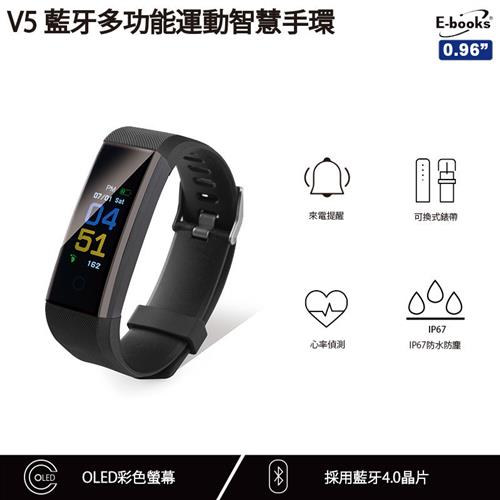 V5 藍牙多功能運動智慧手環
E-books®
0.96”
PM
07/01 Sat
04
51
162
來電提醒
可換式錶帶
心率偵測
IP67
IP67防水防塵
OLED
OLED彩色螢幕
採用藍牙4.0晶片